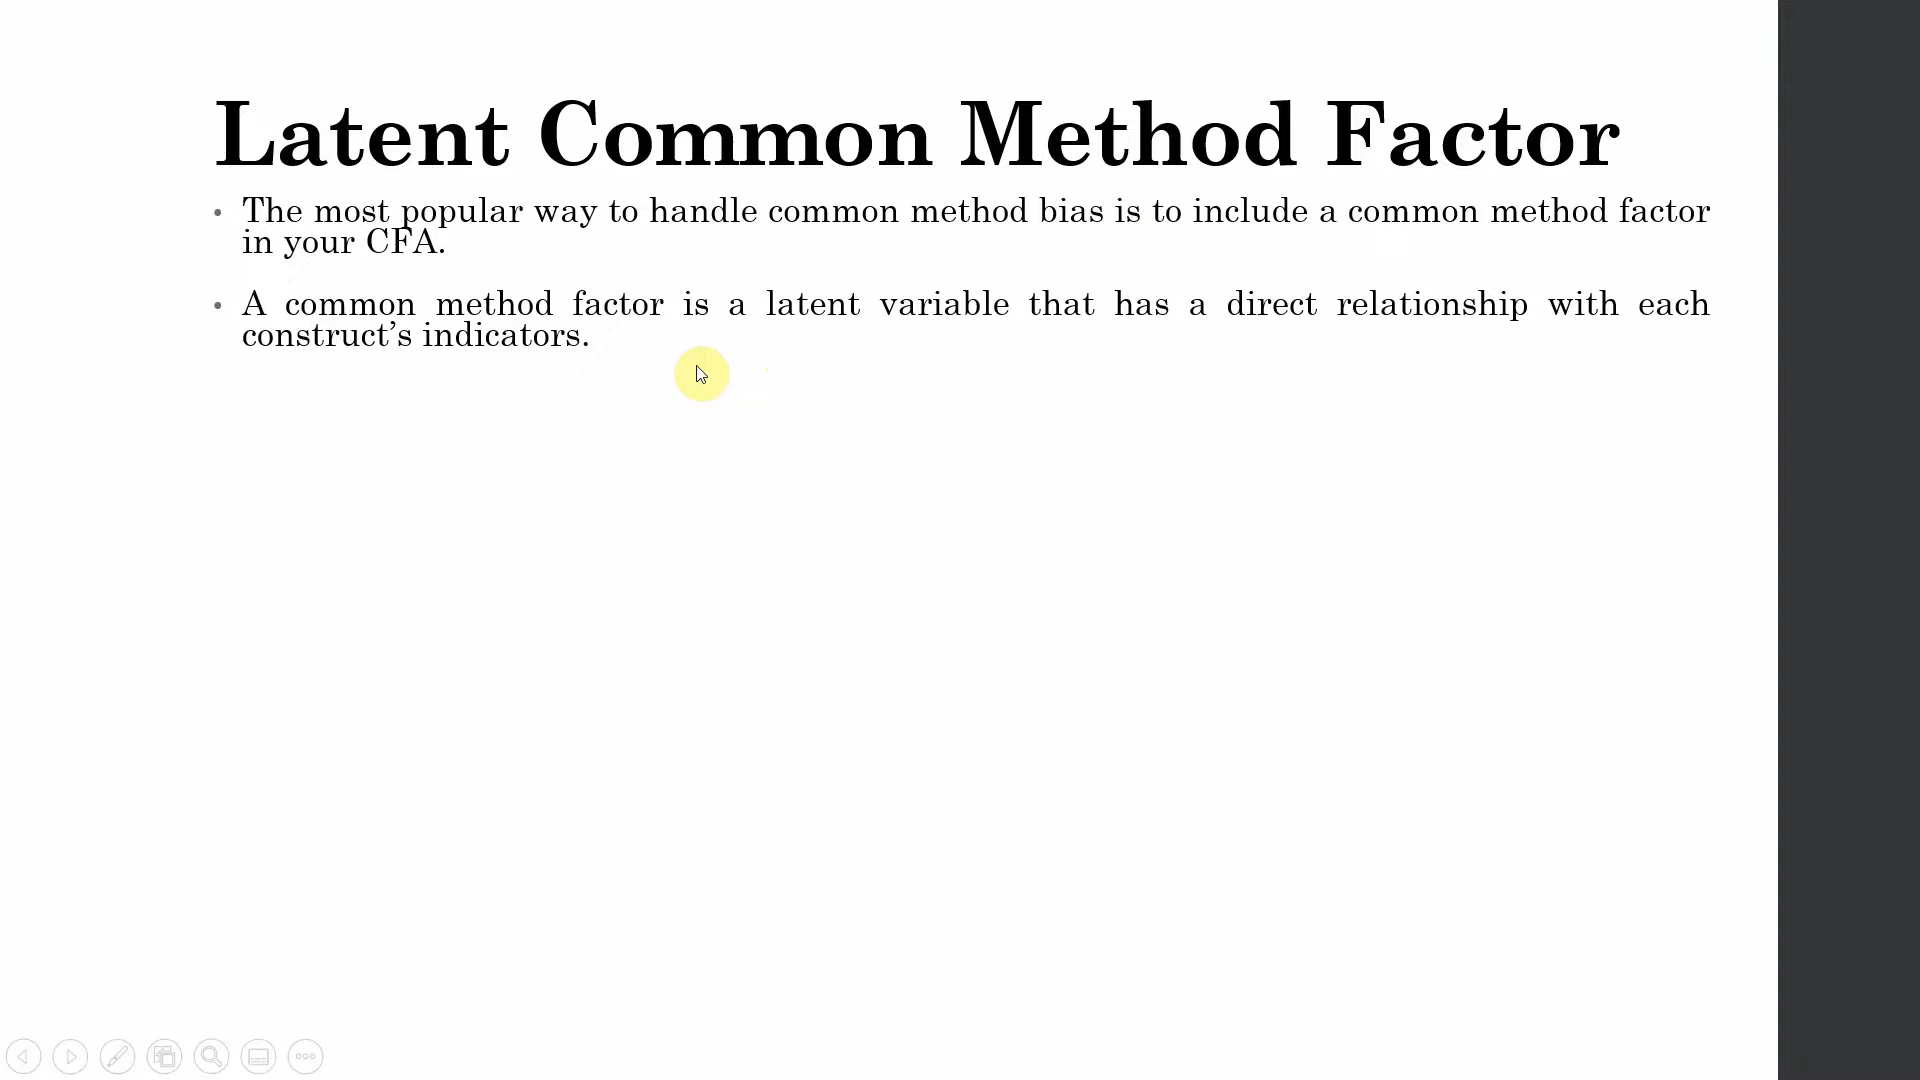 Latent Common Method Factor
• The most popular way to handle common method bias is to include a common method factor
in your CFA.
• A common method factor is a latent variable that has a direct relationship with each
construct’s indicators.